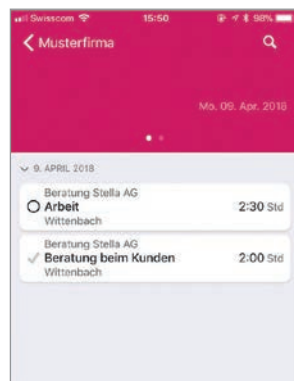 Swisscom 15:50 98%
Musterfirma
Mo. 09. Apr. 2018
9. APRIL 2018
Beratung Stella AG
Arbeit 2:30 Std
Wittenbach
Beratung Stella AG
Beratung beim Kunden 2:00 Std
Wittenbach